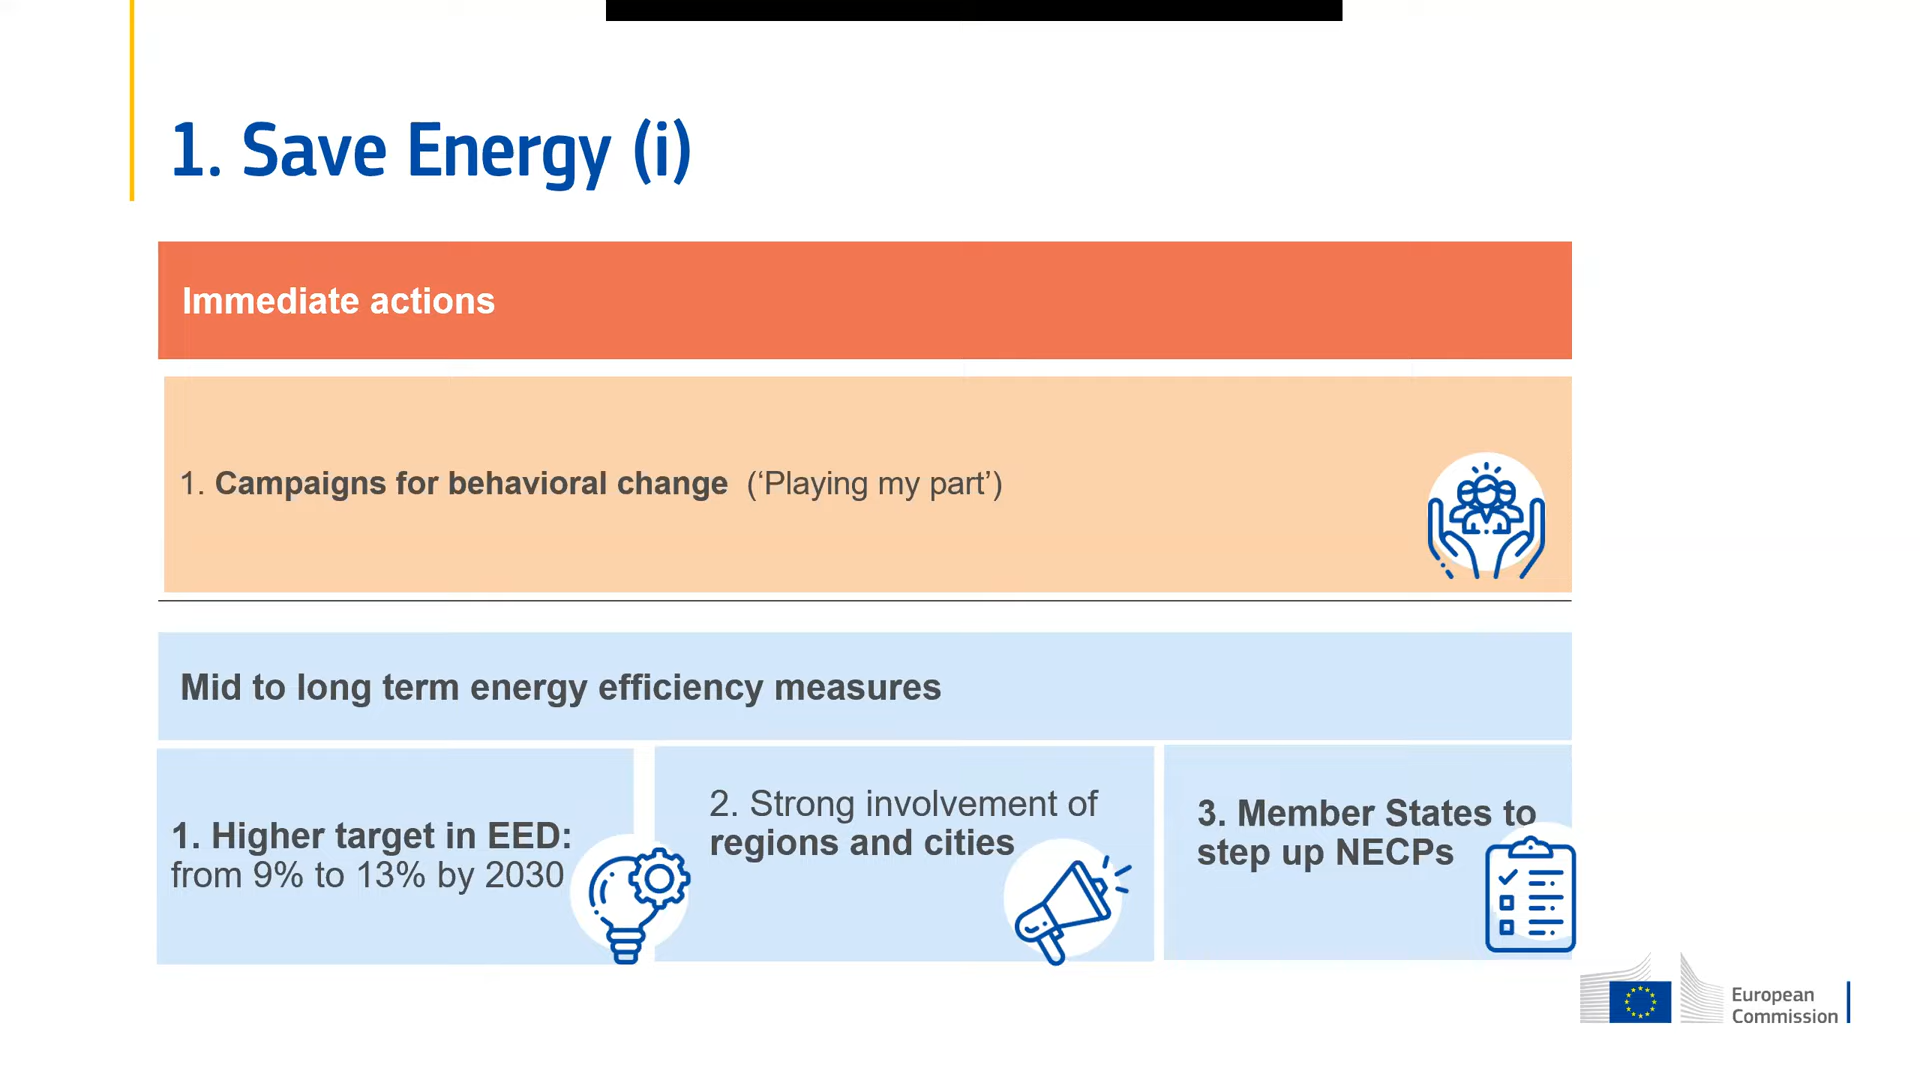 1. Save Energy (i)
Immediate actions
1. Campaigns for behavioral change (‘Playing my part’)
Mid to long term energy efficiency measures
1. Higher target in EED:
from 9% to 13% by 2030
2. Strong involvement of
regions and cities
3. Member States to
step up NECPs
European
Commission